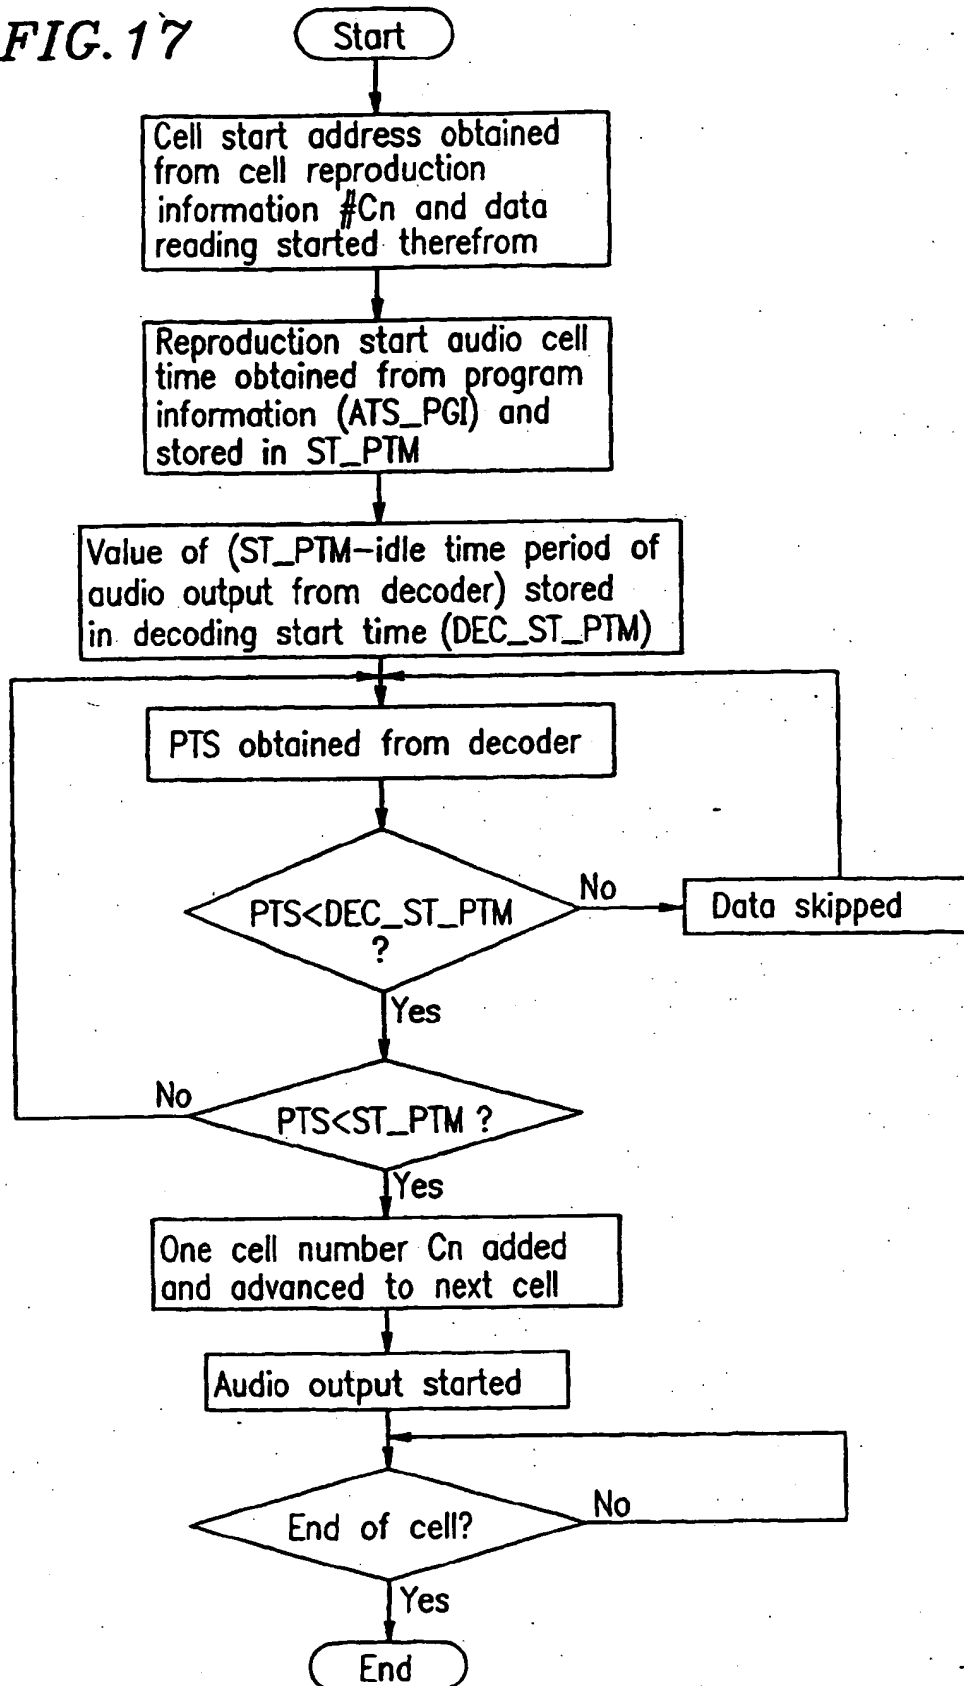 FIG.17
Start
Cell start address obtained
from cell reproduction
information #Cn and data
reading started therefrom
Reproduction start audio cell
time obtained from program
information (ATS_PGI) and
stored in ST_PTM
Value of (ST_PTM-idle time period of
audio output from decoder) stored
in decoding start time (DEC_ST_PTM)
PTS obtained from decoder
PTS<DEC_ST_PTM
?
No
Data skipped
Yes
No
PTS<ST_PTM ?
Yes
One cell number Cn added
and advanced to next cell
Audio output started
End of cell?
No
Yes
End